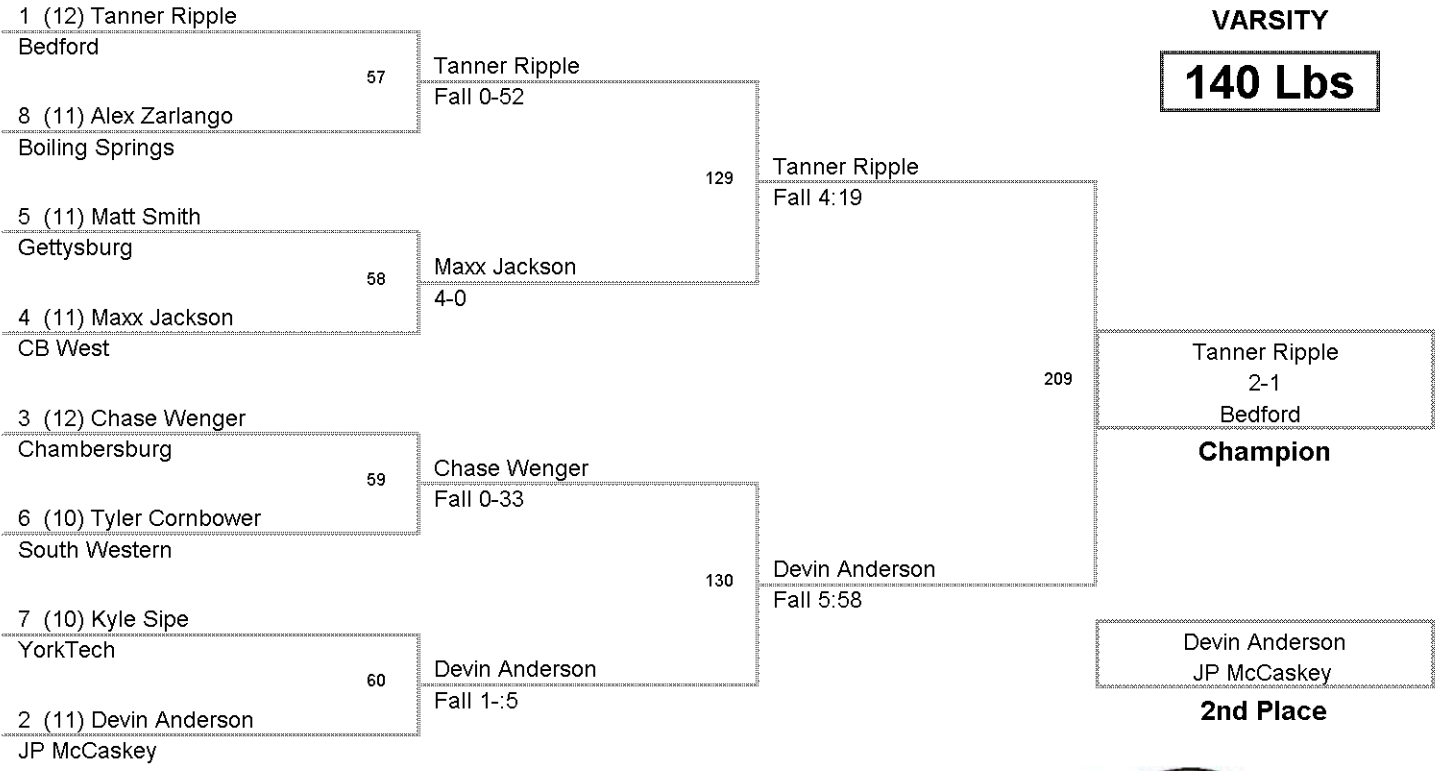 1 (12) Tanner Ripple
Bedford
57
8 (11) Alex Zarlango
Boiling Springs
5 (11) Matt Smith
Gettysburg
58
4 (11) Maxx Jackson
CB West
3 (12) Chase Wenger
Chambersburg
59
6 (10) Tyler Cornbower
South Western
7 (10) Kyle Sipe
YorkTech
60
2 (11) Devin Anderson
JP McCaskey
Tanner Ripple
Fall 0-52
129
Maxx Jackson
4-0
Chase Wenger
Fall 0-33
130
Devin Anderson
Fall 1-:5
Tanner Ripple
Fall 4:19
209
Devin Anderson
Fall 5:58
VARSITY
140 Lbs
Tanner Ripple
2-1
Bedford
Champion
Devin Anderson
JP McCaskey
2nd Place